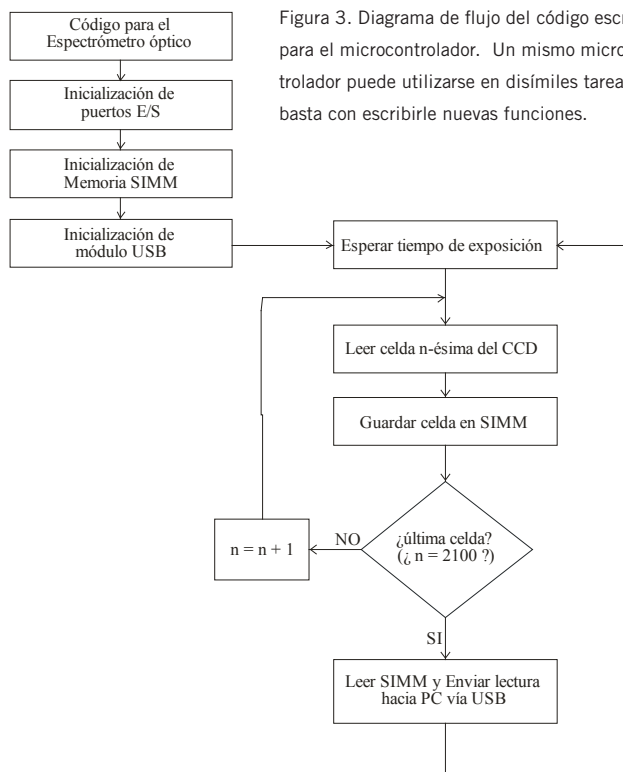 Código para el
Espectrómetro óptico
Inicialización de
puertos E/S
Inicialización de
Memoria SIMM
Inicialización de
módulo USB
Figura 3. Diagrama de flujo del código escri
para el microcontrolador. Un mismo micro
trolador puede utilizarse en disímiles tarea
basta con escribirle nuevas funciones.
Esperar tiempo de exposición
Leer celda n-ésima del CCD
Guardar celda en SIMM
¿última celda?
(¿ n = 2100 ?)
NO
n = n + 1
SI
Leer SIMM y Enviar lectura
hacia PC vía USB